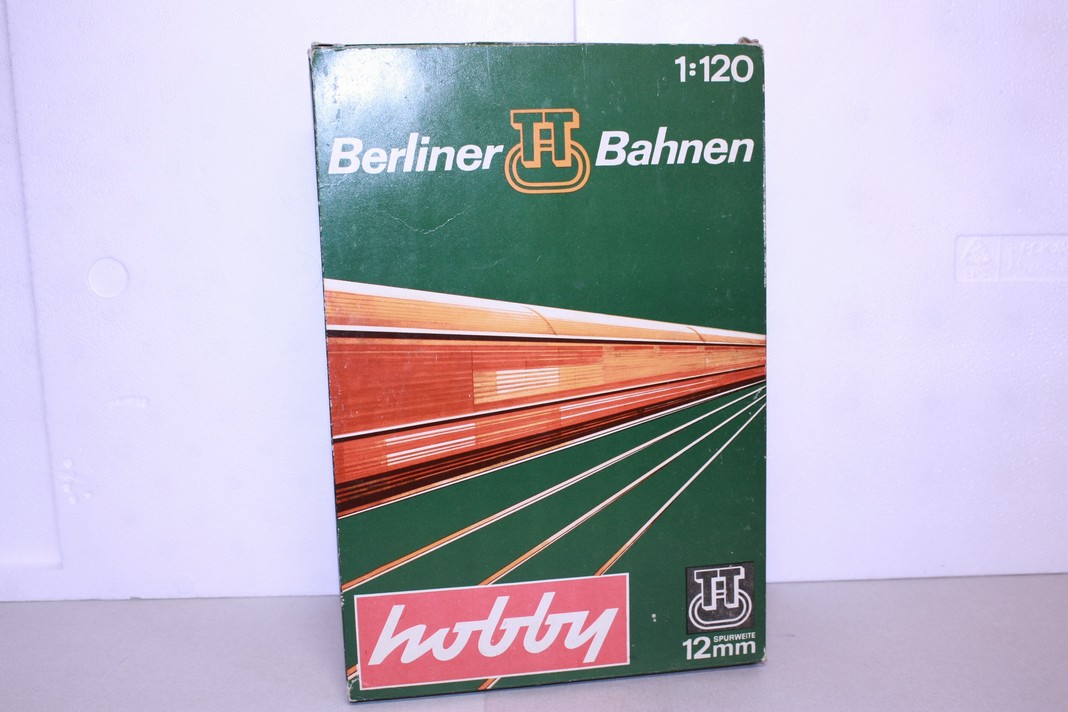 1:120
Berliner TT Bahnen
hobby
TT
SPURWEITE
12mm